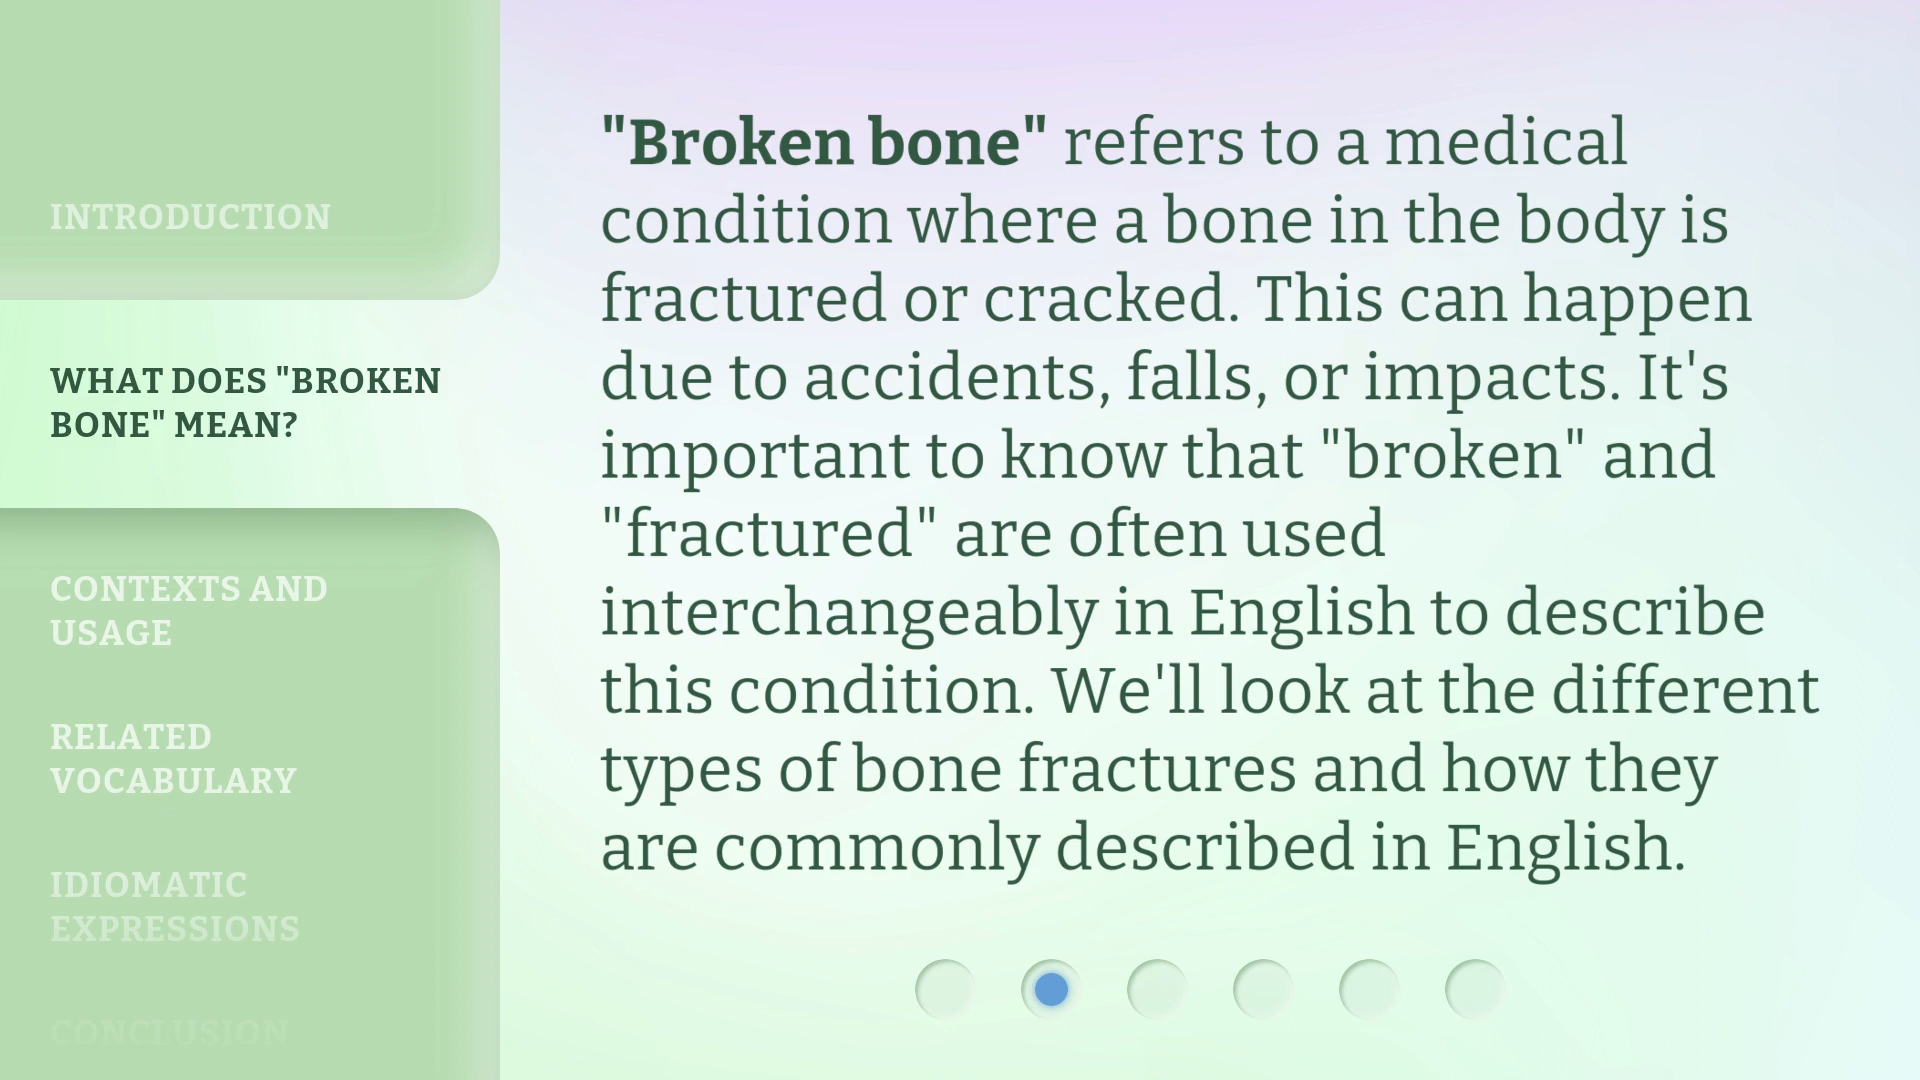 INTRODUCTION
WHAT DOES "BROKEN
BONE" MEAN?
CONTEXTS AND
USAGE
RELATED
VOCABULARY
IDIOMATIC
EXPRESSIONS
CONCLUSION
"Broken bone" refers to a medical
condition where a bone in the body is
fractured or cracked. This can happen
due to accidents, falls, or impacts. It's
important to know that "broken" and
"fractured" are often used
interchangeably in English to describe
this condition. We'll look at the different
types of bone fractures and how they
are commonly described in English.